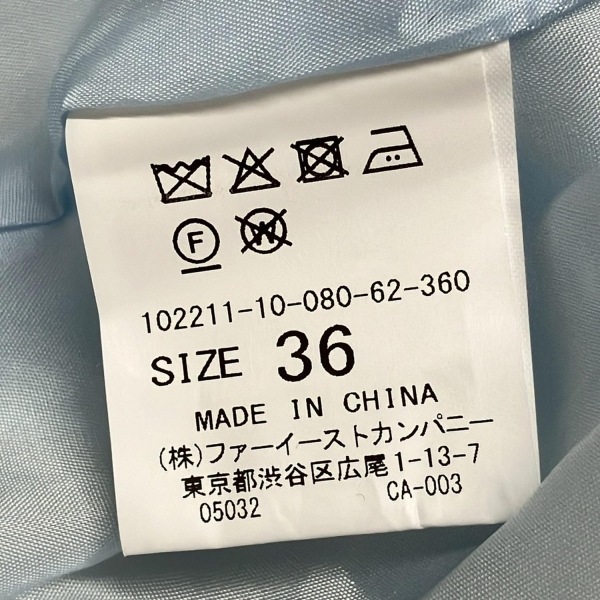 F W
102211-10-080-62-360
SIZE 36
MADE IN CHINA
(株)ファーイーストカンパニー
東京都渋谷区広尾1-13-7
05032 CA-003